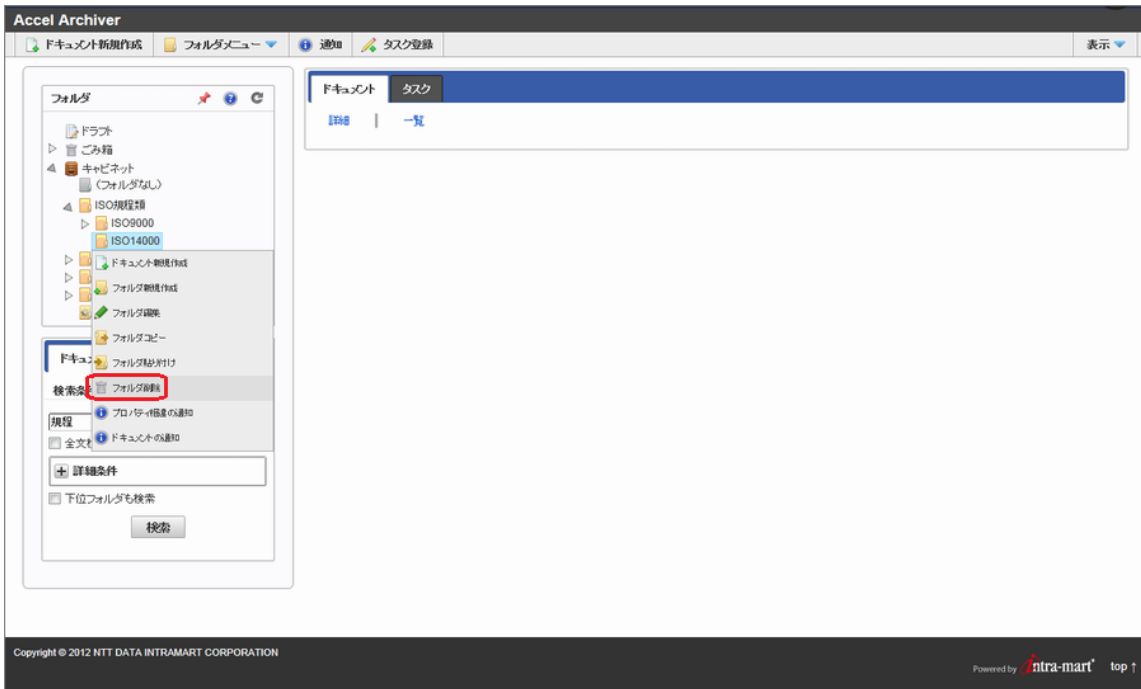 Accel Archiver
ドキュメント新規作成 フォルダメニュー 通知 タスク登録 表示
フォルダ
ドラフト
ごみ箱
キャビネット
(フォルダなし)
ISO規程類
ISO9000
ISO14000
ドキュメント新規作成
フォルダ新規作成
フォルダ編集
フォルダコピー
フォルダ貼り付け
フォルダ削除
プロパティ構造の通知
ドキュメントの通知
ドキュ
検索条
規程
全文
詳細条件
下位フォルダも検索
検索
ドキュメント タスク
詳細 | 一覧
Copyright © 2012 NTT DATA INTRAMART CORPORATION
Powered by intra-mart top ↑